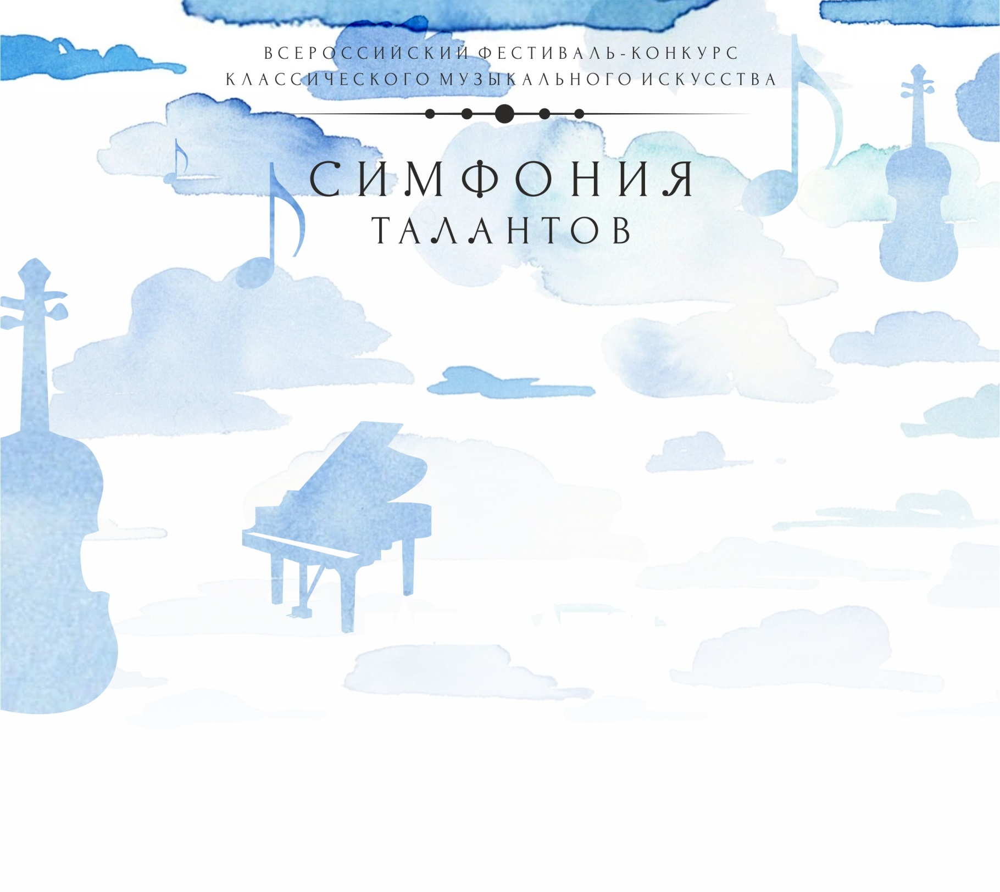 ВСЕРОССИЙСКИЙ ФЕСТИВАЛЬ-КОНКУРС
КЛАССИЧЕСКОГО МУЗЫКАЛЬНОГО ИСКУССТВА
СИМФОНИЯ
ТАЛАНТОВ